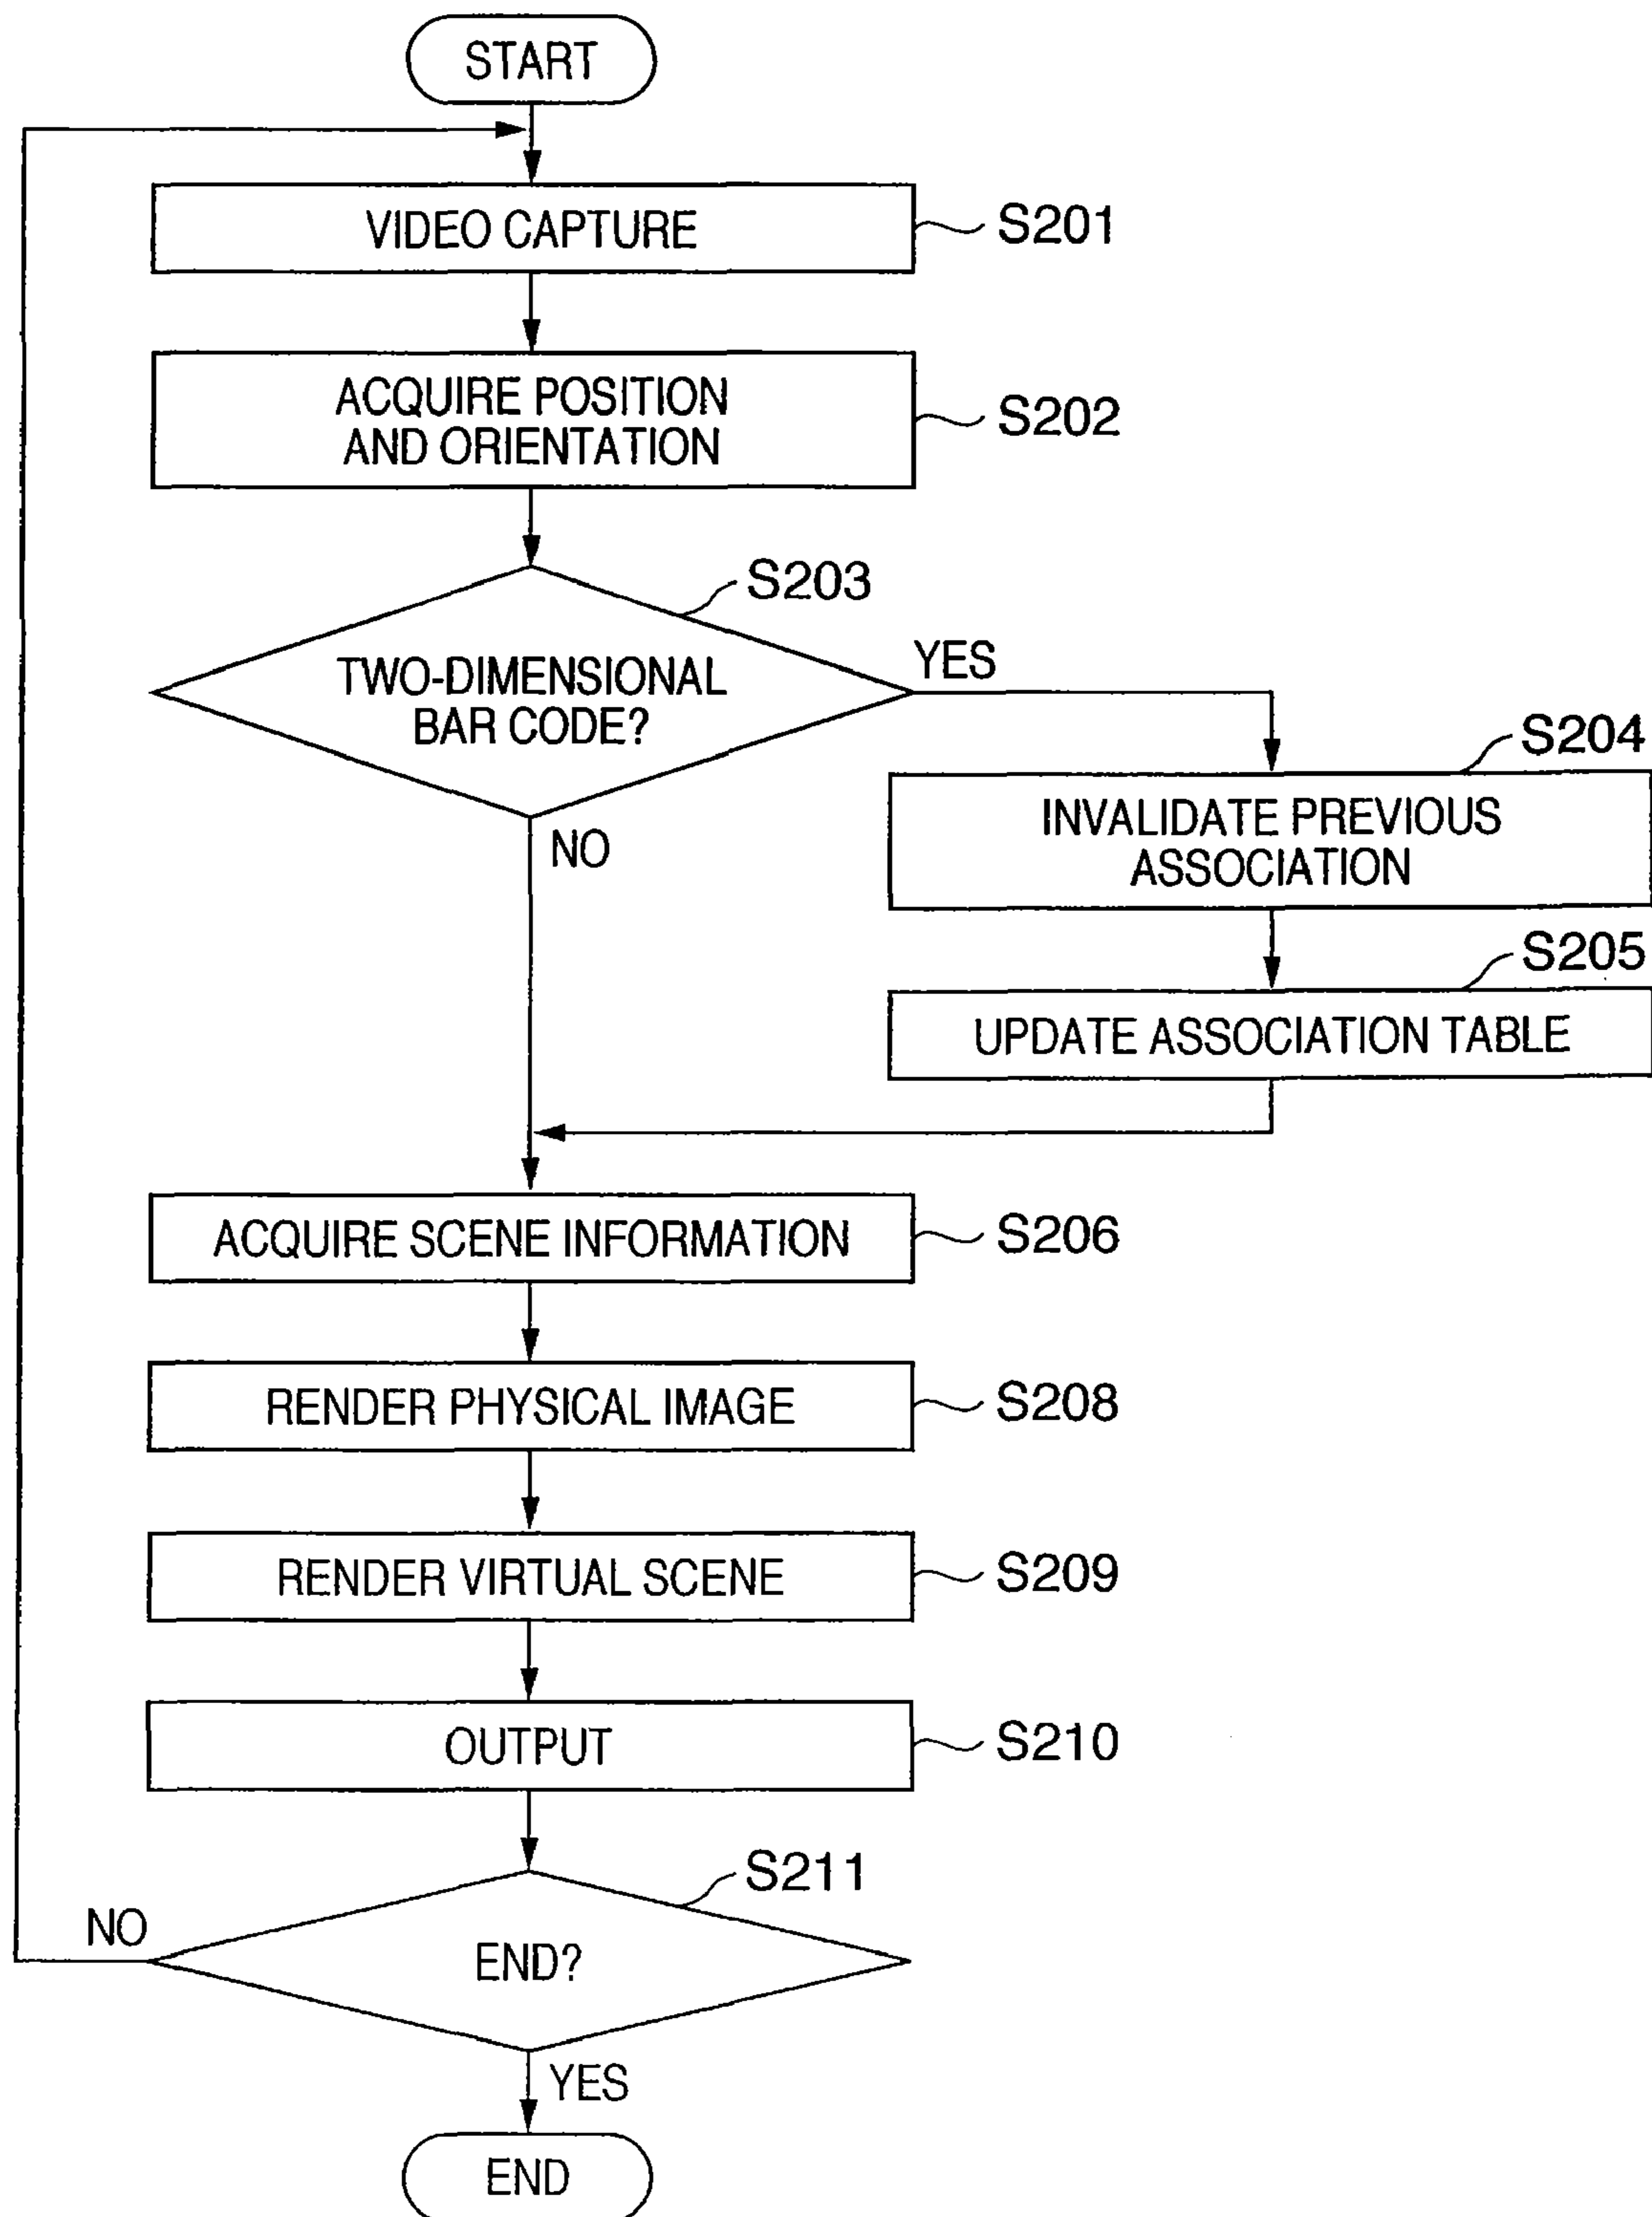 START
VIDEO CAPTURE
S201
ACQUIRE POSITION
AND ORIENTATION
S202
S203
TWO-DIMENSIONAL
BAR CODE?
YES
NO
S204
INVALIDATE PREVIOUS
ASSOCIATION
S205
UPDATE ASSOCIATION TABLE
ACQUIRE SCENE INFORMATION
S206
RENDER PHYSICAL IMAGE
S208
RENDER VIRTUAL SCENE
S209
OUTPUT
S210
S211
NO
END?
YES
END